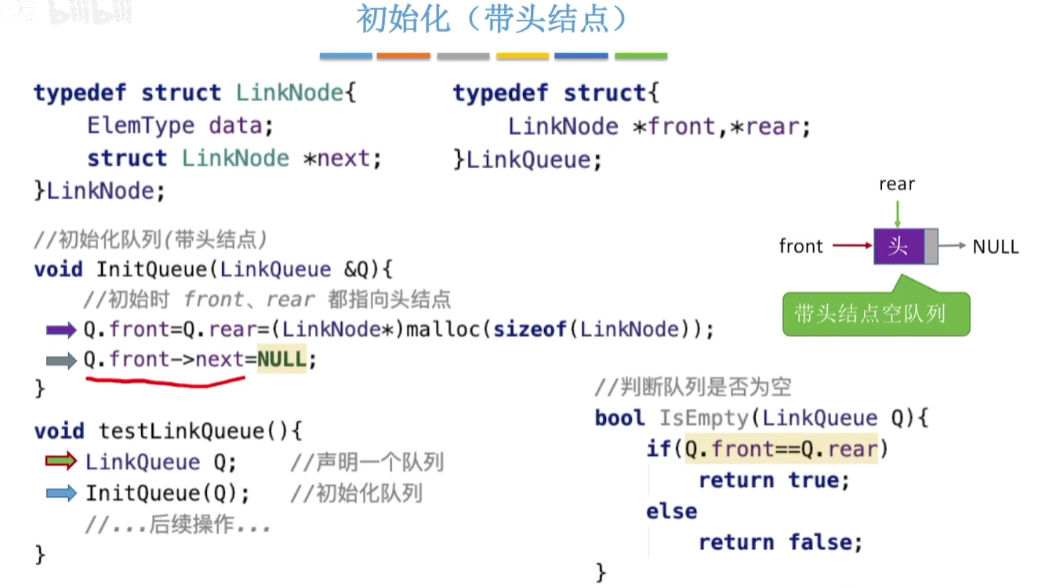 bilibili
初始化（带头结点）
typedef struct LinkNode{
ElemType data;
struct LinkNode *next;
}LinkNode;
typedef struct{
LinkNode *front,*rear;
}LinkQueue;
rear
front
头
NULL
带头结点空队列
//初始化队列(带头结点)
void InitQueue(LinkQueue &Q){
//初始时 front、rear 都指向头结点
Q.front=Q.rear=(LinkNode*)malloc(sizeof(LinkNode));
Q.front->next=NULL;
}
void testLinkQueue(){
LinkQueue Q; //声明一个队列
InitQueue(Q); //初始化队列
//...后续操作...
}
//判断队列是否为空
bool IsEmpty(LinkQueue Q){
if(Q.front==Q.rear)
return true;
else
return false;
}